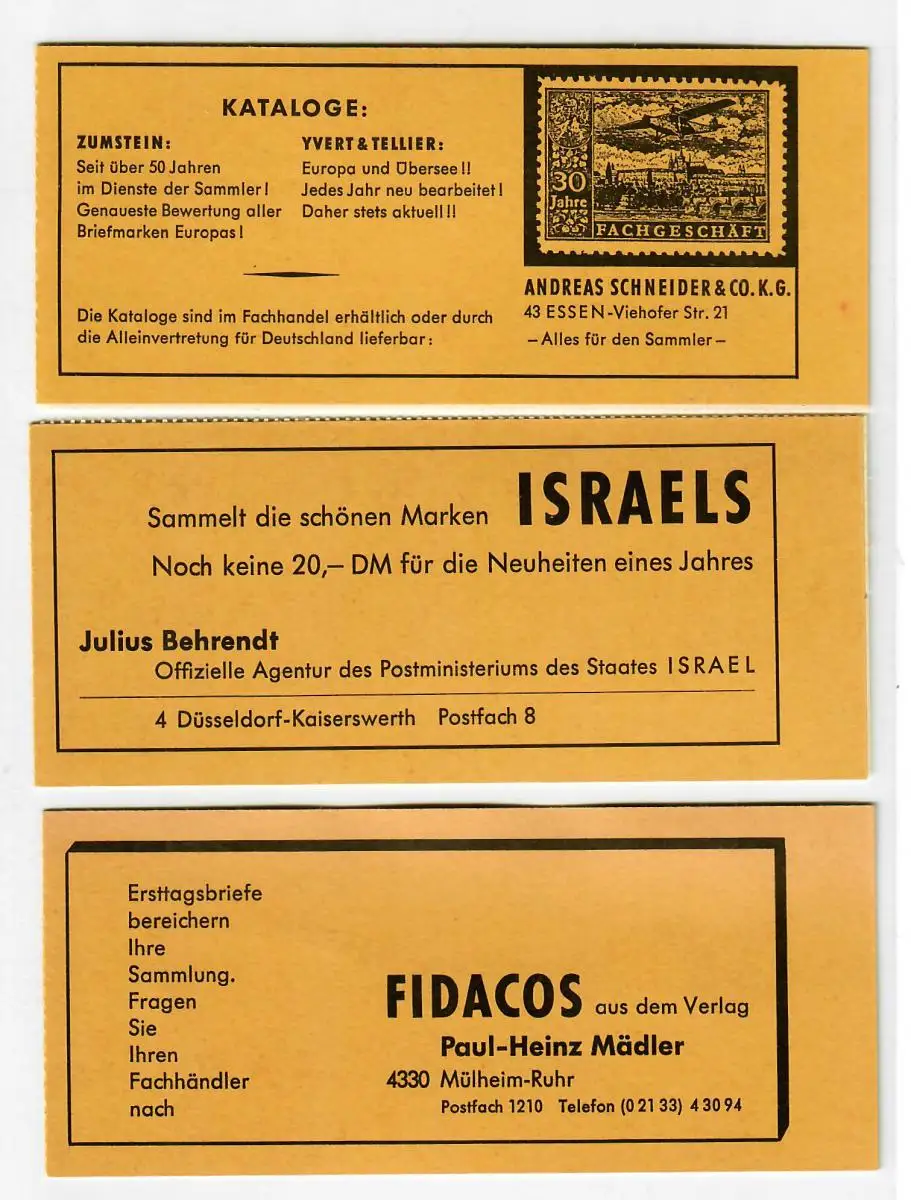 KATALOGE:
ZUMSTEIN:
Seit über 50 Jahren
im Dienste der Sammler!
Genaueste Bewertung aller
Briefmarken Europas!
YVERT & TELLIER:
Europa und Übersee!!
Jedes Jahr neu bearbeitet!
Daher stets aktuell!!
Die Kataloge sind im Fachhandel erhältlich oder durch
die Alleinvertretung für Deutschland lieferbar:
30
Jahre
FACHGESCHÄFT
ANDREAS SCHNEIDER & CO. K.G.
43 ESSEN-Viehofer Str. 21
–Alles für den Sammler–
Sammelt die schönen Marken ISRAELS
Noch keine 20,– DM für die Neuheiten eines Jahres
Julius Behrendt
Offizielle Agentur des Postministeriums des Staates ISRAEL
4 Düsseldorf-Kaiserswerth Postfach 8
Ersttagsbriefe
bereichern
Ihre
Sammlung.
Fragen
Sie
Ihren
Fachhändler
nach
FIDACOS aus dem Verlag
Paul-Heinz Mädler
4330 Mülheim-Ruhr
Postfach 1210 Telefon (0 21 33) 4 30 94